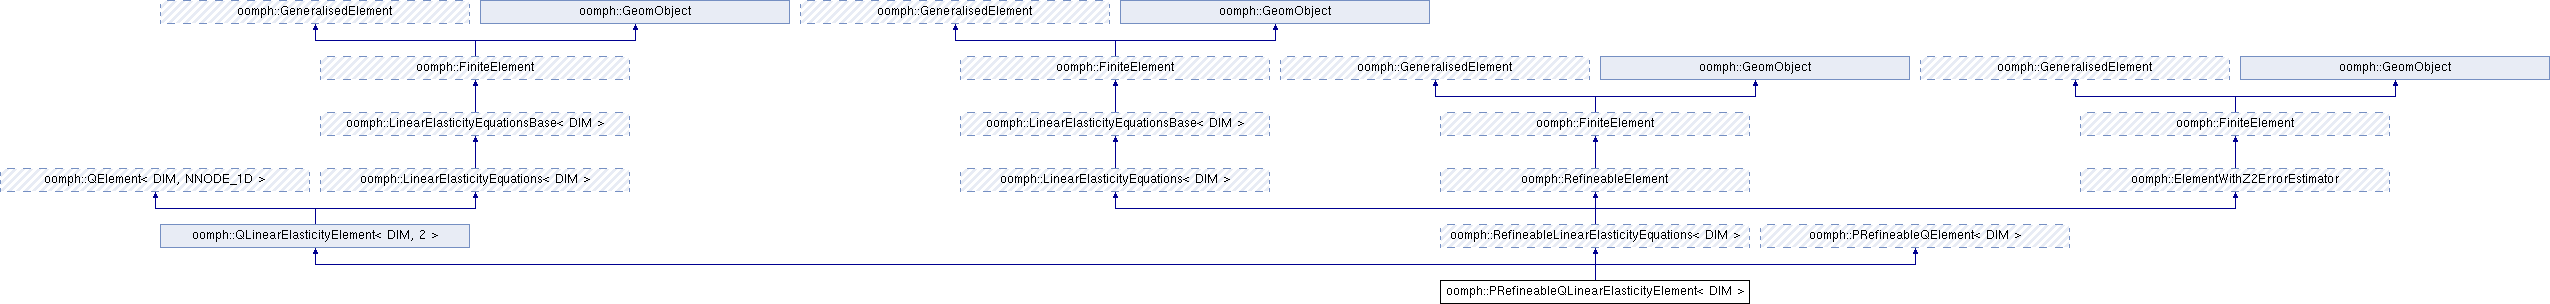 oomph::GeneralisedElement
oomph::GeomObject
oomph::GeneralisedElement
oomph::GeomObject
oomph::FiniteElement
oomph::FiniteElement
oomph::GeneralisedElement
oomph::GeomObject
oomph::GeneralisedElement
oomph::GeomObject
oomph::LinearElasticityEquationsBase< DIM >
oomph::LinearElasticityEquationsBase< DIM >
oomph::FiniteElement
oomph::FiniteElement
oomph::QElement< DIM, NNODE_1D >
oomph::LinearElasticityEquations< DIM >
oomph::LinearElasticityEquations< DIM >
oomph::RefineableElement
oomph::ElementWithZ2ErrorEstimator
oomph::QLinearElasticityElement< DIM, 2 >
oomph::RefineableLinearElasticityEquations< DIM >
oomph::PRefineableQElement< DIM >
oomph::PRefineableQLinearElasticityElement< DIM >